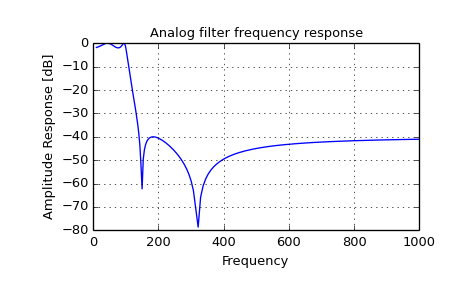 Analog filter frequency response
Amplitude Response [dB]
0
−10
−20
−30
−40
−50
−60
−70
−80
0 200 400 600 800 1000
Frequency